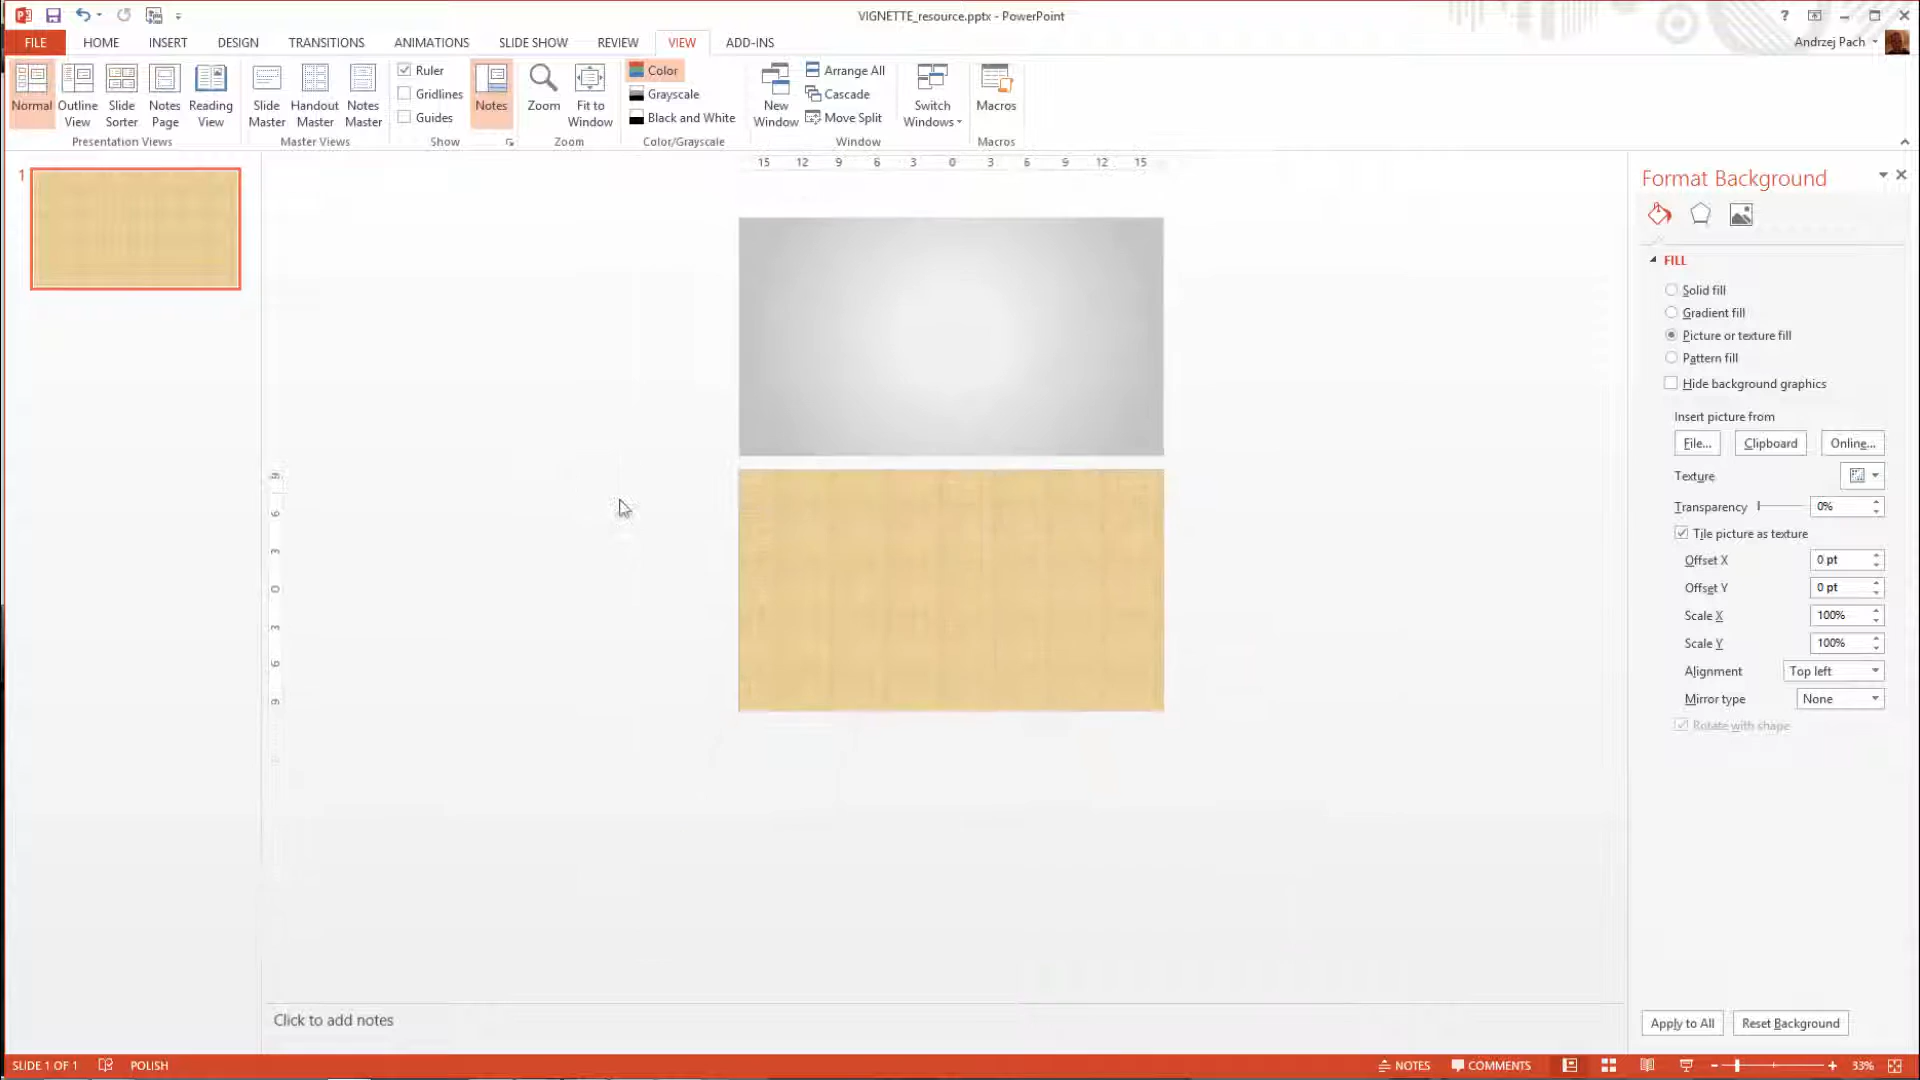 VIGNETTE_resource.pptx - PowerPoint
?
FILE HOME INSERT DESIGN TRANSITIONS ANIMATIONS SLIDE SHOW REVIEW VIEW ADD-INS
Andrzej Pach
Normal
Outline View
Slide Sorter
Notes Page
Reading View
Presentation Views
Slide Master
Handout Master
Notes Master
Master Views
Ruler
Gridlines
Guides
Show
Notes
Zoom
Fit to Window
Zoom
Color
Grayscale
Black and White
Color/Grayscale
New Window
Arrange All
Cascade
Move Split
Switch Windows
Window
Macros
Macros
1
15 12 9 6 3 0 3 6 9 12 15
9
6
3
0
3
6
9
Format Background
FILL
Solid fill
Gradient fill
Picture or texture fill
Pattern fill
Hide background graphics
Insert picture from
File... Clipboard Online...
Texture
Transparency 0%
Tile picture as texture
Offset X 0 pt
Offset Y 0 pt
Scale X 100%
Scale Y 100%
Alignment Top left
Mirror type None
Rotate with shape
Apply to All Reset Background
Click to add notes
SLIDE 1 OF 1 POLISH NOTES COMMENTS 33%